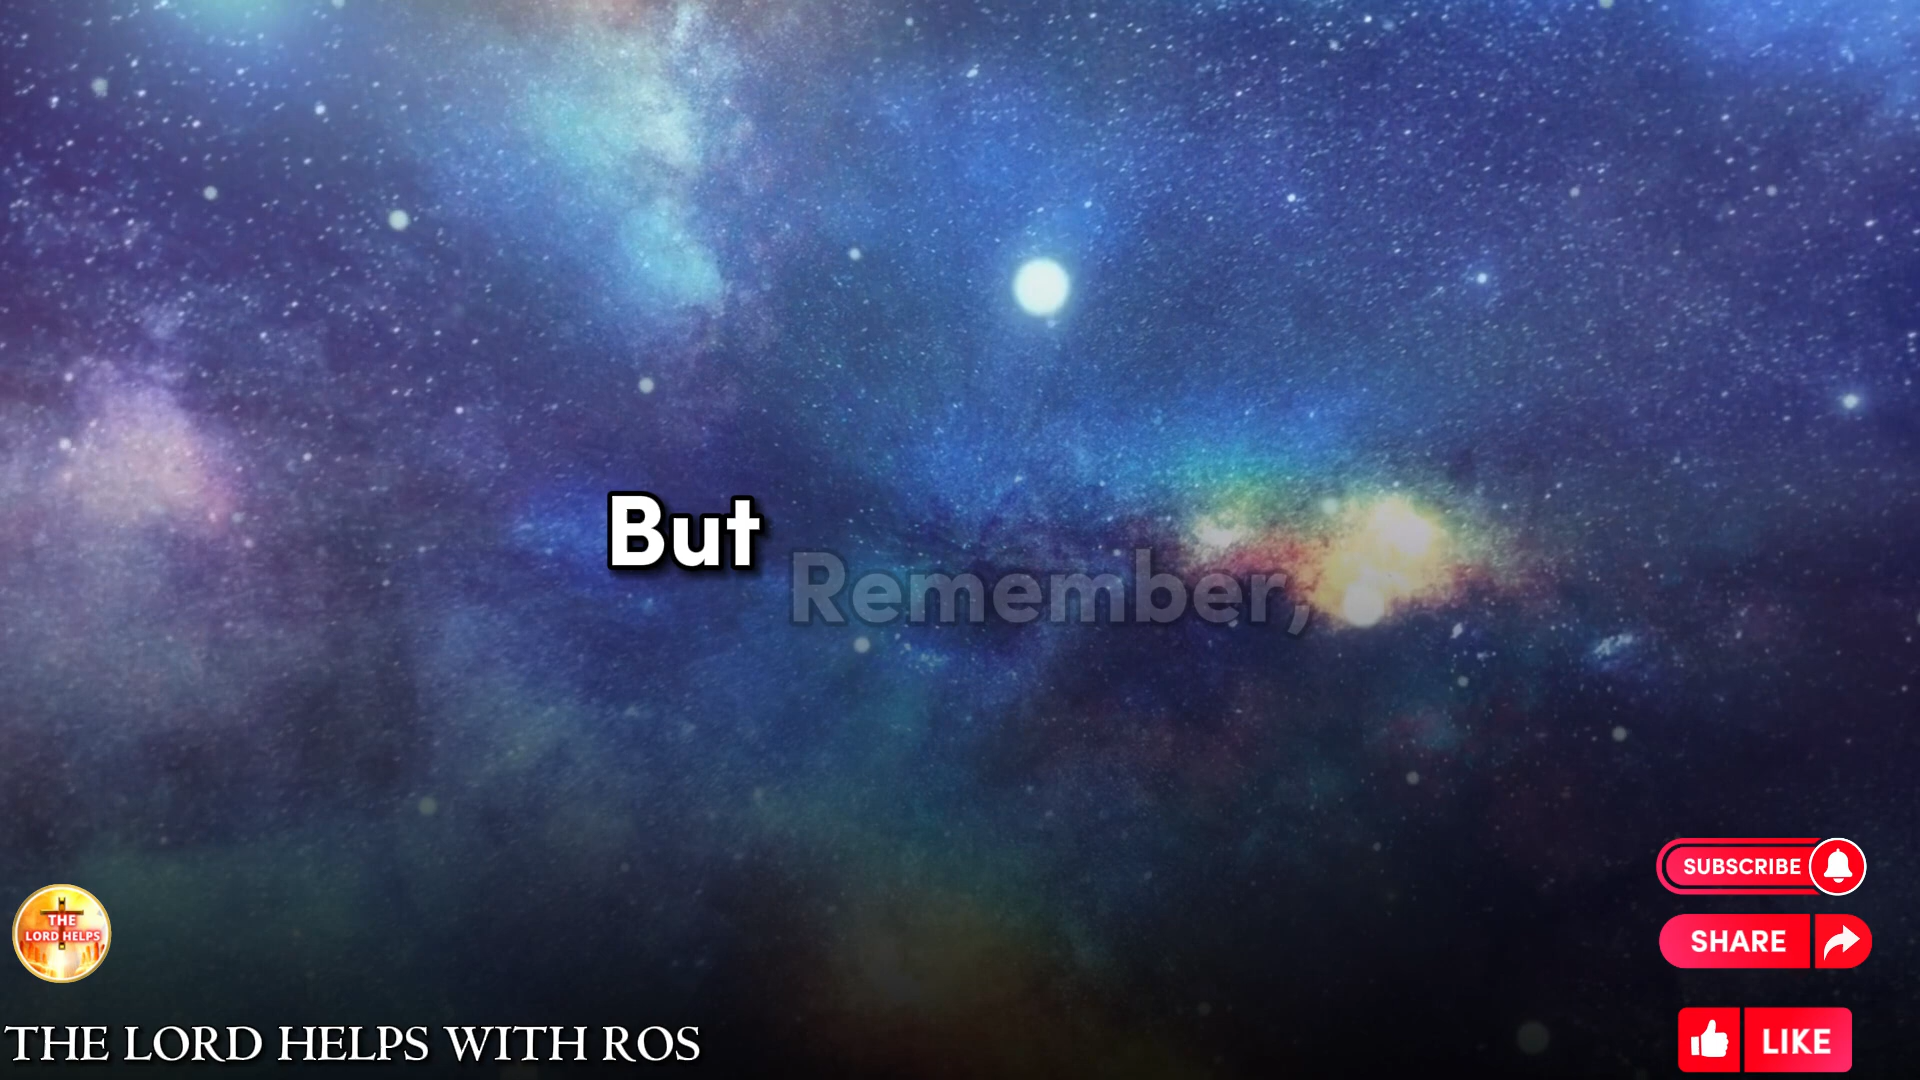 But Remember,
SUBSCRIBE
THE
LORD HELPS
SHARE
THE LORD HELPS WITH ROS
LIKE